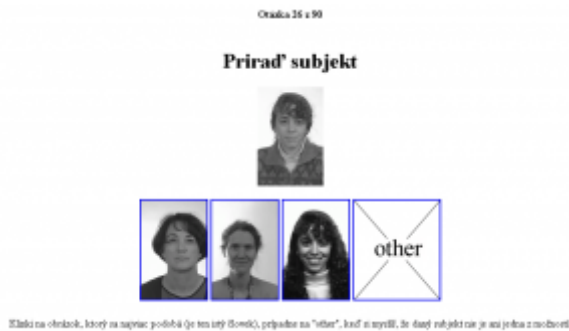 Otázka 26 z 90
Priraď subjekt
other
Klikni na obrázok, ktorý sa najviac podobá (je ten istý človek), prípadne na "other", keď si myslíš, že daný subjekt nie je ani jedna z možností